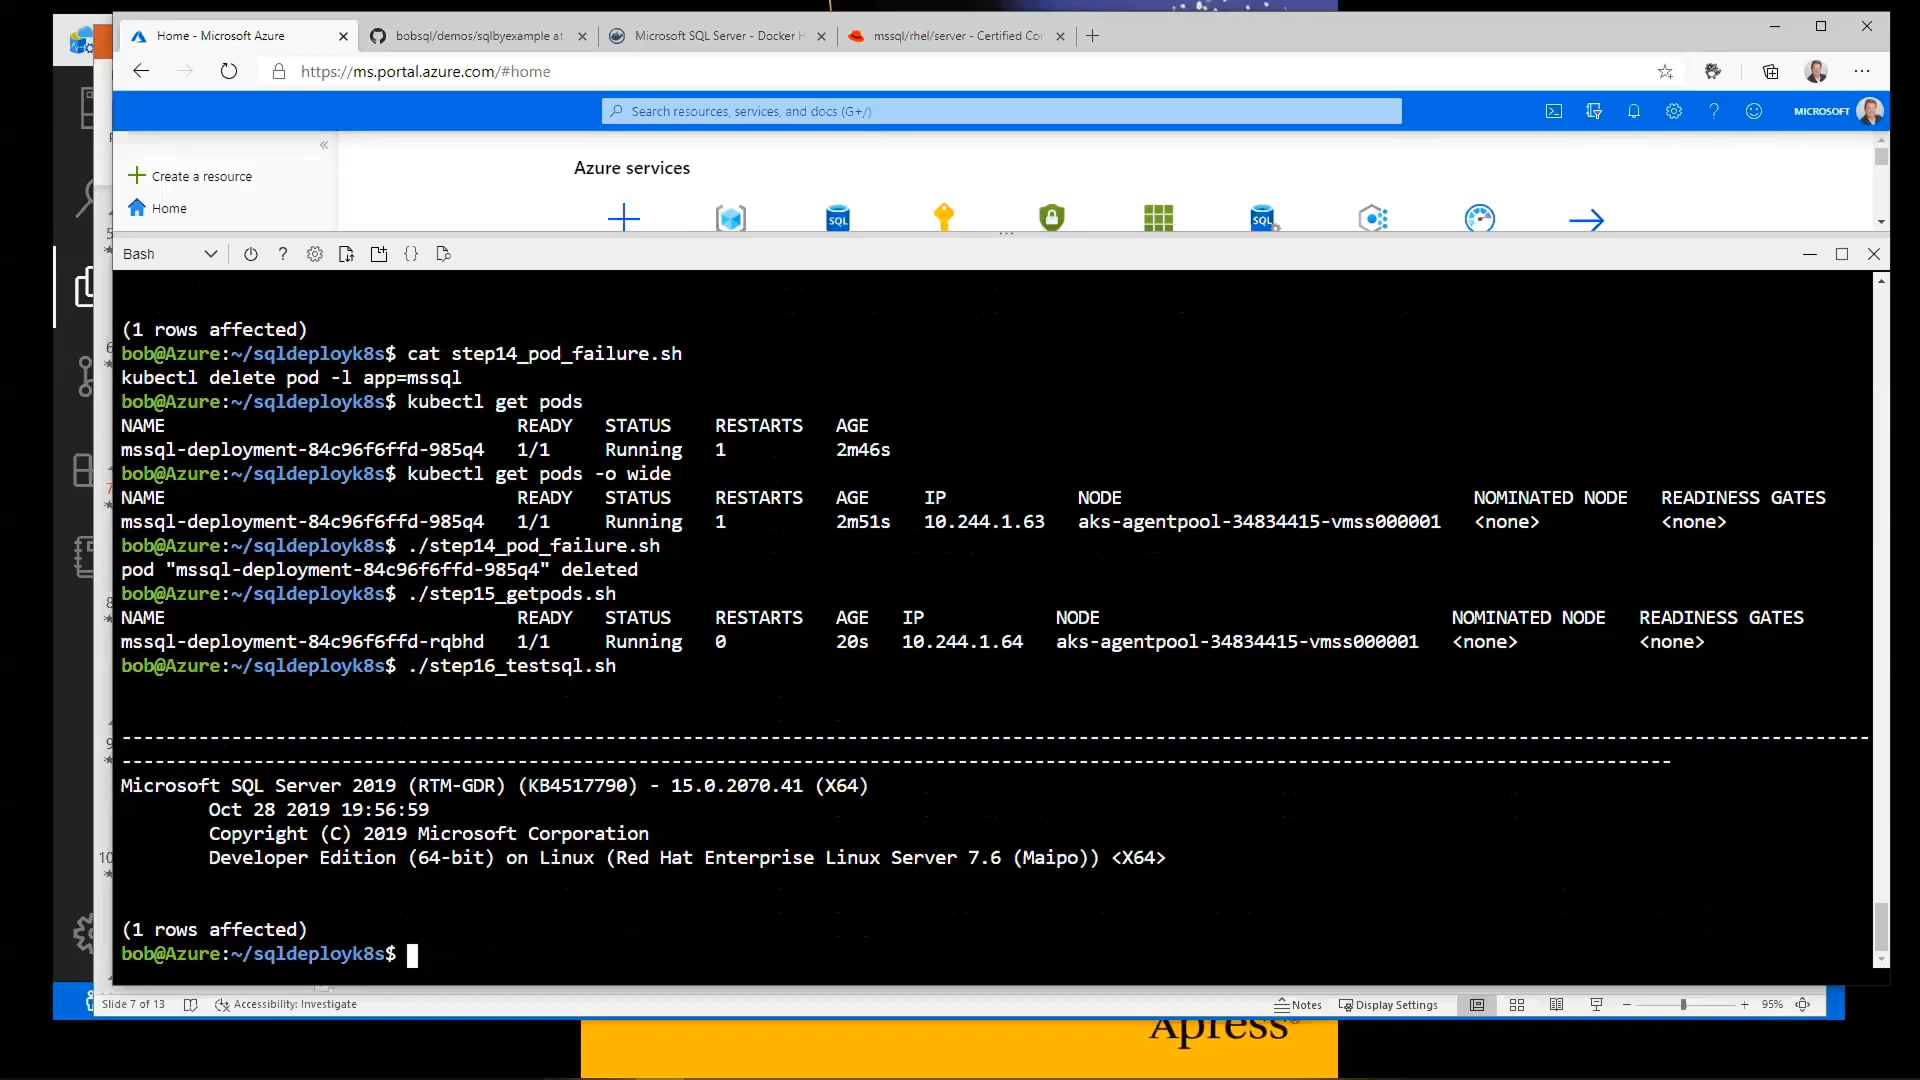 Home - Microsoft Azure
bobsql/demos/sqlbyexample at
Microsoft SQL Server - Docker H
mssql/rhel/server - Certified Con
https://ms.portal.azure.com/#home
Search resources, services, and docs (G+/)
MICROSOFT
Create a resource
Home
Azure services
SQL
SQL
Bash
(1 rows affected)
bob@Azure:~/sqldeployk8s$ cat step14_pod_failure.sh
kubectl delete pod -l app=mssql
bob@Azure:~/sqldeployk8s$ kubectl get pods
NAME READY STATUS RESTARTS AGE
mssql-deployment-84c96f6ffd-985q4 1/1 Running 1 2m46s
bob@Azure:~/sqldeployk8s$ kubectl get pods -o wide
NAME READY STATUS RESTARTS AGE IP NODE NOMINATED NODE READINESS GATES
mssql-deployment-84c96f6ffd-985q4 1/1 Running 1 2m51s 10.244.1.63 aks-agentpool-34834415-vmss000001 <none> <none>
bob@Azure:~/sqldeployk8s$ ./step14_pod_failure.sh
pod "mssql-deployment-84c96f6ffd-985q4" deleted
bob@Azure:~/sqldeployk8s$ ./step15_getpods.sh
NAME READY STATUS RESTARTS AGE IP NODE NOMINATED NODE READINESS GATES
mssql-deployment-84c96f6ffd-rqbhd 1/1 Running 0 20s 10.244.1.64 aks-agentpool-34834415-vmss000001 <none> <none>
bob@Azure:~/sqldeployk8s$ ./step16_testsql.sh
Microsoft SQL Server 2019 (RTM-GDR) (KB4517790) - 15.0.2070.41 (X64)
Oct 28 2019 19:56:59
Copyright (C) 2019 Microsoft Corporation
Developer Edition (64-bit) on Linux (Red Hat Enterprise Linux Server 7.6 (Maipo)) <X64>
(1 rows affected)
bob@Azure:~/sqldeployk8s$
Slide 7 of 13
Accessibility: Investigate
Notes
Display Settings
95%
Apress